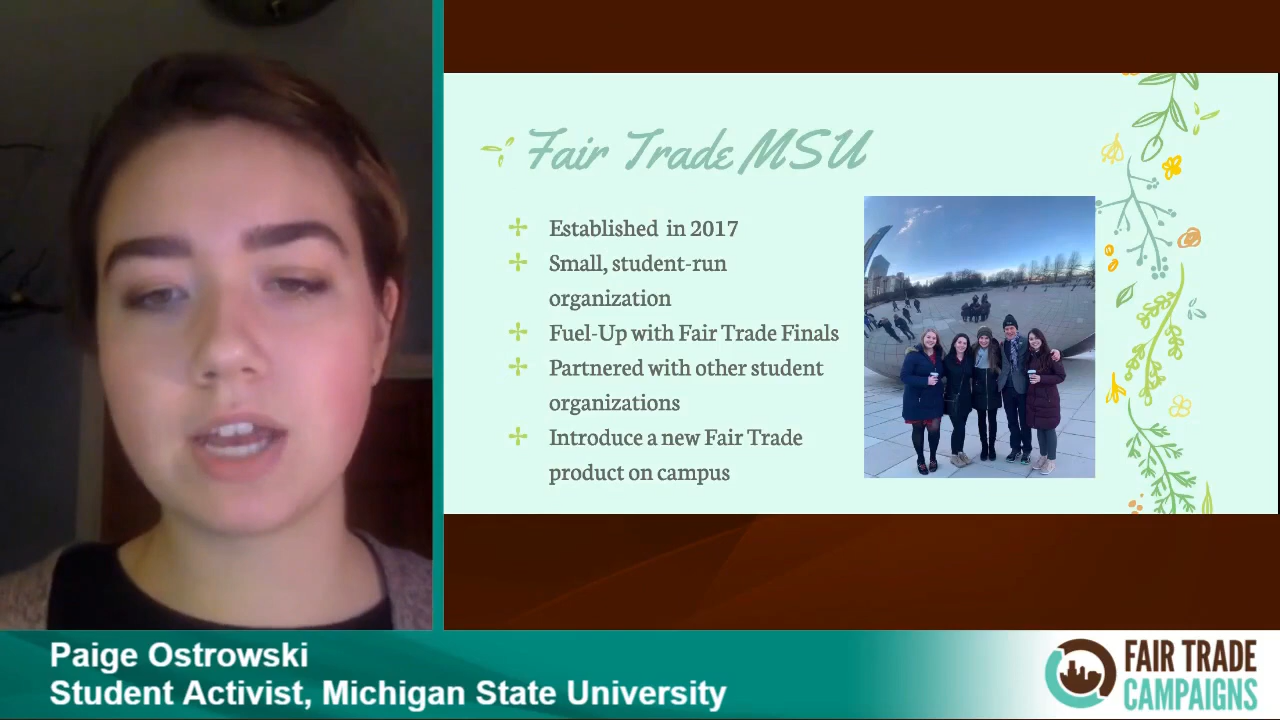 Fair Trade MSU
Established in 2017
Small, student-run
organization
Fuel-Up with Fair Trade Finals
Partnered with other student
organizations
Introduce a new Fair Trade
product on campus
Paige Ostrowski
Student Activist, Michigan State University
FAIR TRADE
CAMPAIGNS